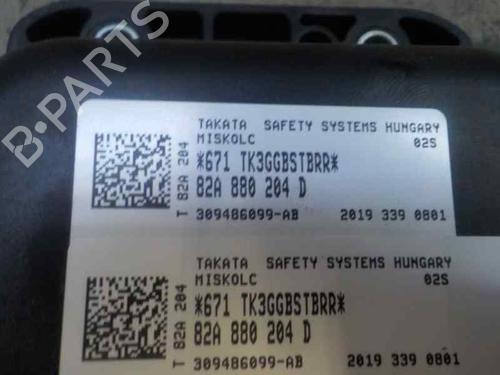 TAKATA SAFETY SYSTEMS HUNGARY
MISKOLC 02S
*671 TK3GGBSTBRR*
82A 880 204 D
309486099-AB 2019 339 0801
T 82A 204
TAKATA SAFETY SYSTEMS HUNGARY
MISKOLC 02S
*671 TK3GGBSTBRR*
82A 880 204 D
309486099-AB 2019 339 0801
T 82A 204
B-PARTS